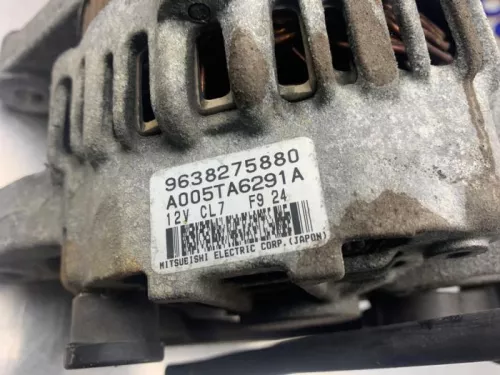 9638275880
A005TA6291A
12V CL7 F9 24
MITSUBISHI ELECTRIC CORP.(JAPAN)